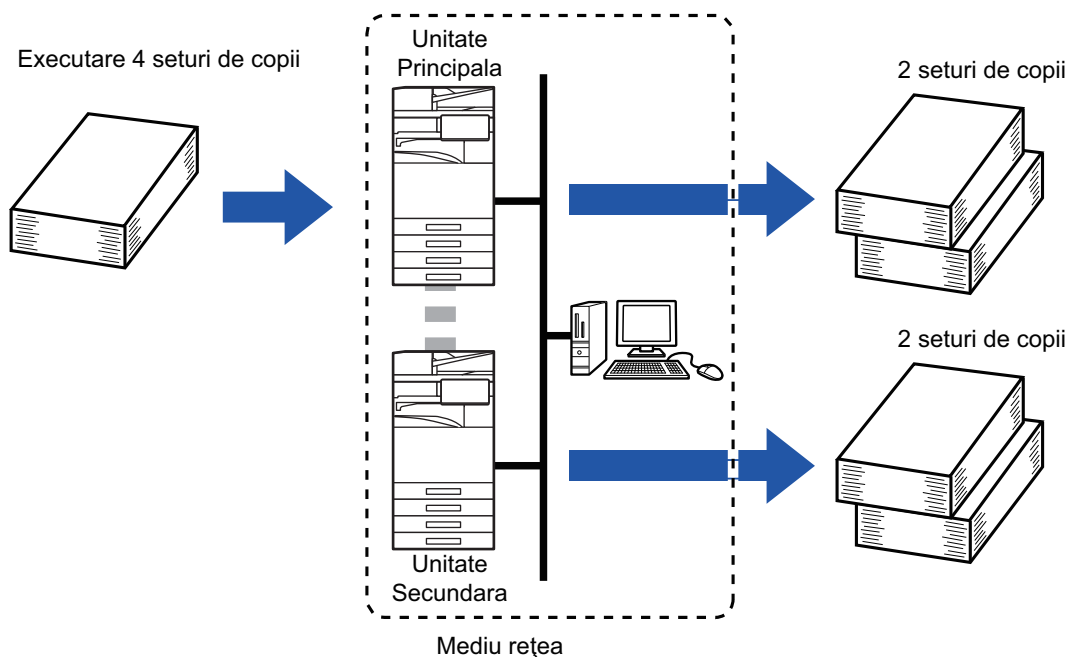 Executare 4 seturi de copii
Unitate
Principala
2 seturi de copii
2 seturi de copii
Unitate
Secundara
Mediu reţea